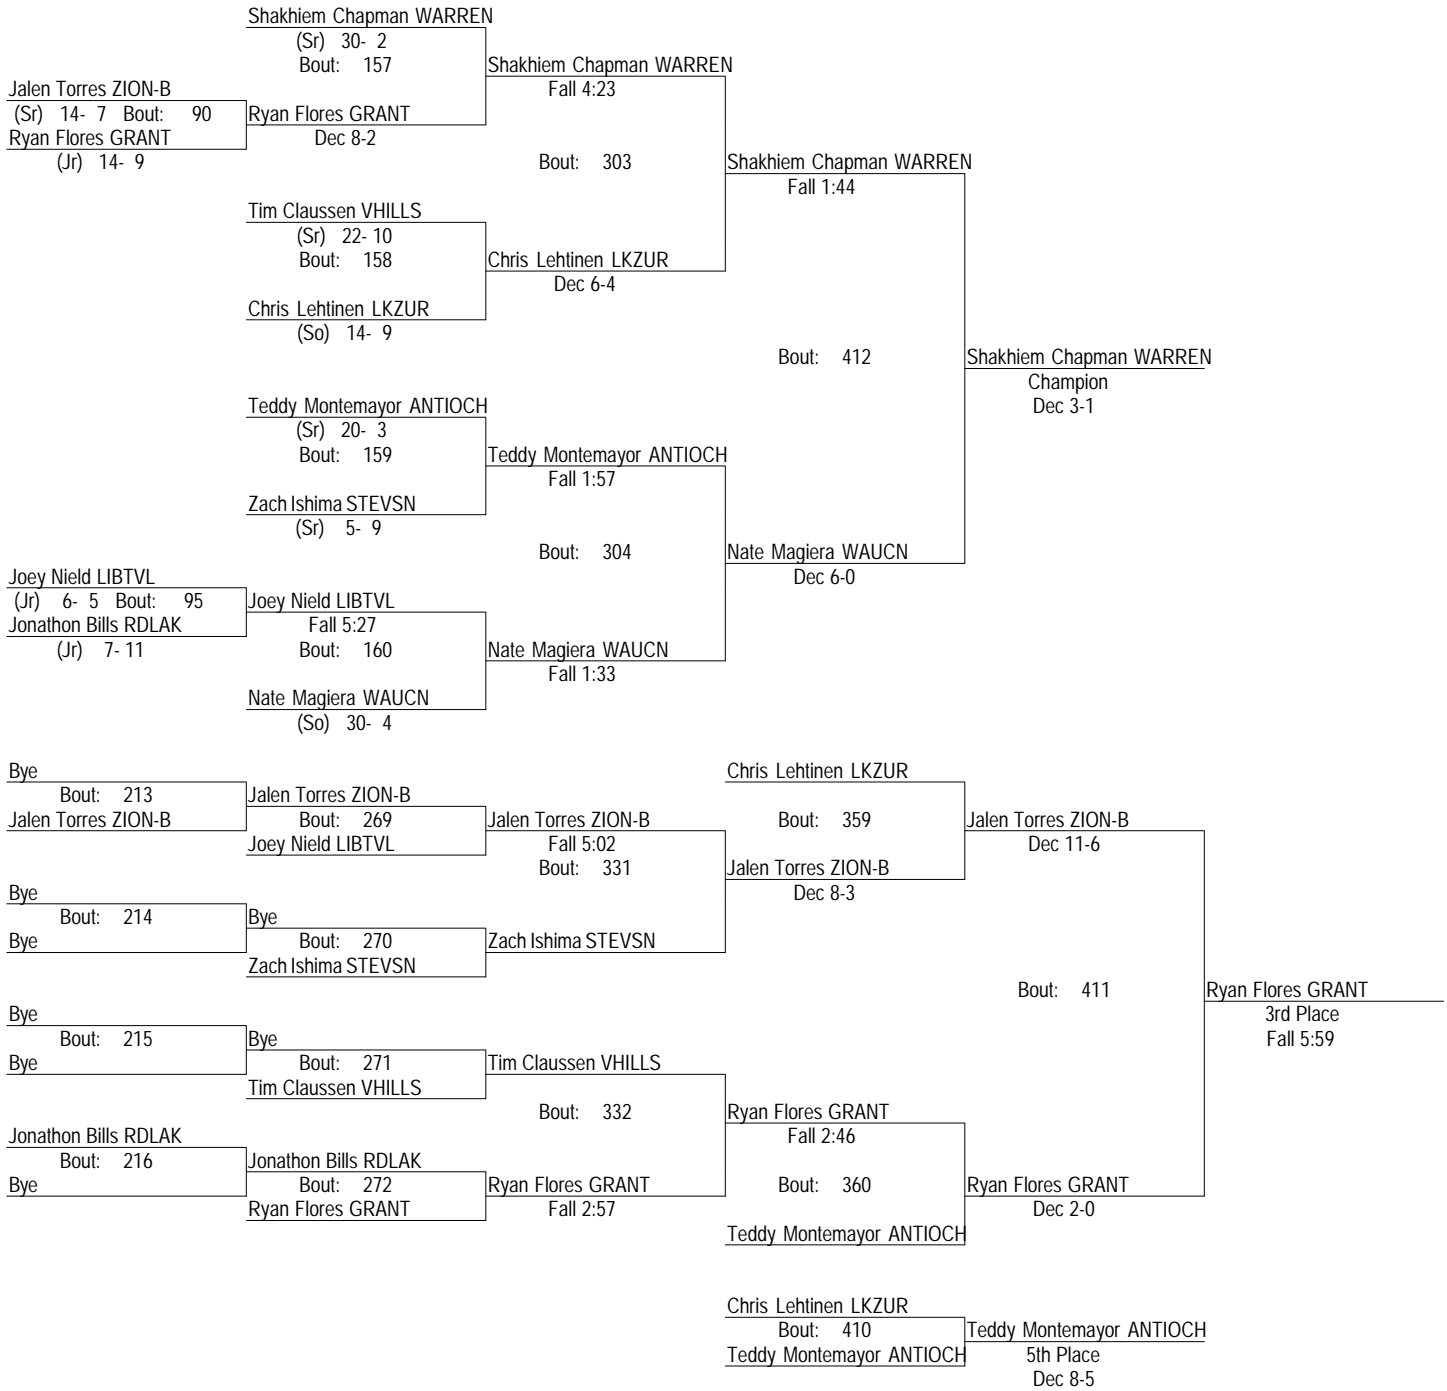 Shakhiem Chapman WARREN
(Sr) 30- 2
Bout: 157
Shakhiem Chapman WARREN
Jalen Torres ZION-B
Fall 4:23
(Sr) 14- 7 Bout: 90
Ryan Flores GRANT
Ryan Flores GRANT
Dec 8-2
(Jr) 14- 9
Bout: 303
Shakhiem Chapman WARREN
Fall 1:44
Tim Claussen VHILLS
(Sr) 22- 10
Bout: 158
Chris Lehtinen LKZUR
Dec 6-4
Chris Lehtinen LKZUR
(So) 14- 9
Bout: 412
Shakhiem Chapman WARREN
Champion
Dec 3-1
Teddy Montemayor ANTIOCH
(Sr) 20- 3
Bout: 159
Teddy Montemayor ANTIOCH
Fall 1:57
Zach Ishima STEVSN
(Sr) 5- 9
Bout: 304
Nate Magiera WAUCN
Dec 6-0
Joey Nield LIBTVL
(Jr) 6- 5 Bout: 95
Joey Nield LIBTVL
Jonathon Bills RDLAK
Fall 5:27
(Jr) 7- 11
Bout: 160
Nate Magiera WAUCN
Fall 1:33
Nate Magiera WAUCN
(So) 30- 4
Bye
Chris Lehtinen LKZUR
Bout: 213
Jalen Torres ZION-B
Jalen Torres ZION-B
Bout: 269
Jalen Torres ZION-B
Bout: 359
Jalen Torres ZION-B
Joey Nield LIBTVL
Fall 5:02
Dec 11-6
Bout: 331
Jalen Torres ZION-B
Dec 8-3
Bye
Bout: 214
Bye
Bye
Bout: 270
Zach Ishima STEVSN
Zach Ishima STEVSN
Bout: 411
Ryan Flores GRANT
3rd Place
Fall 5:59
Bye
Bout: 215
Bye
Bye
Bout: 271
Tim Claussen VHILLS
Tim Claussen VHILLS
Bout: 332
Ryan Flores GRANT
Fall 2:46
Jonathon Bills RDLAK
Bout: 216
Jonathon Bills RDLAK
Bye
Bout: 272
Ryan Flores GRANT
Bout: 360
Ryan Flores GRANT
Ryan Flores GRANT
Fall 2:57
Dec 2-0
Teddy Montemayor ANTIOCH
Chris Lehtinen LKZUR
Bout: 410
Teddy Montemayor ANTIOCH
Teddy Montemayor ANTIOCH
5th Place
Dec 8-5